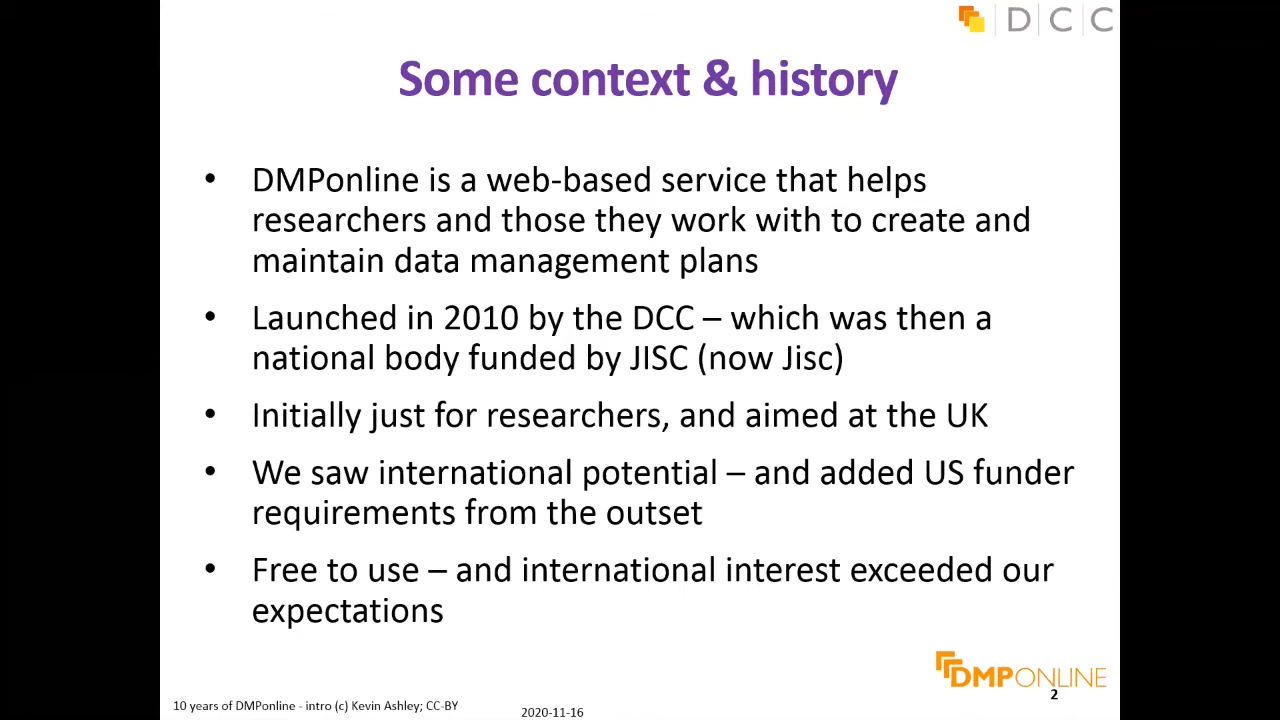 DCC
Some context & history
• DMPonline is a web-based service that helps
researchers and those they work with to create and
maintain data management plans
• Launched in 2010 by the DCC – which was then a
national body funded by JISC (now Jisc)
• Initially just for researchers, and aimed at the UK
• We saw international potential – and added US funder
requirements from the outset
• Free to use – and international interest exceeded our
expectations
DMPONLINE
2
10 years of DMPonline - intro (c) Kevin Ashley; CC-BY
2020-11-16